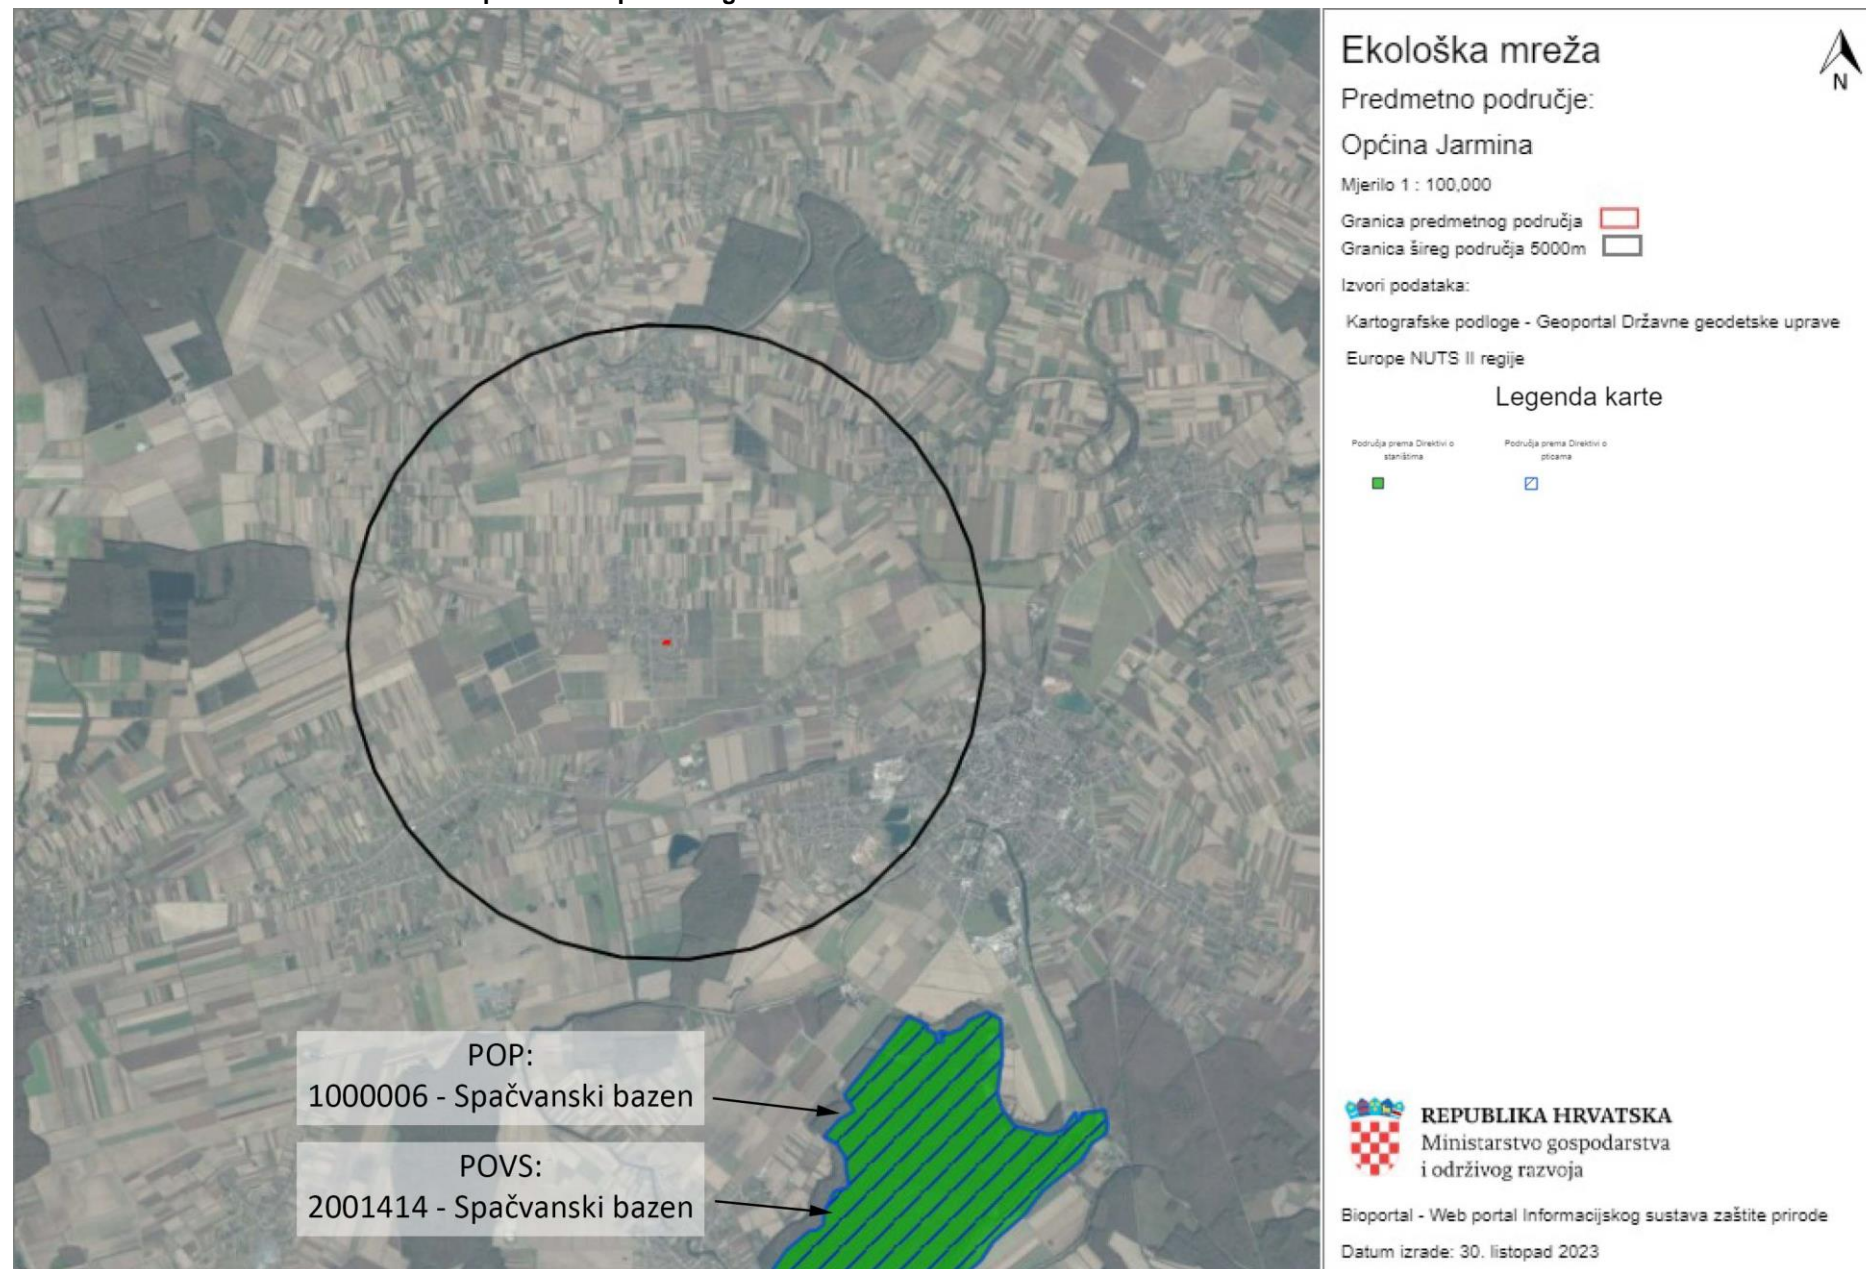 POP:
1000006 - Spačvanski bazen
POVS:
2001414 - Spačvanski bazen
Ekološka mreža
N
Predmetno područje:
Općina Jarmina
Mjerilo 1 : 100,000
Granica predmetnog područja
Granica šireg područja 5000m
Izvori podataka:
Kartografske podloge - Geoportal Državne geodetske uprave
Europe NUTS II regije
Legenda karte
Područja prema Direktivi o
staništima
Područja prema Direktivi o
pticama
REPUBLIKA HRVATSKA
Ministarstvo gospodarstva
i održivog razvoja
Bioportal - Web portal Informacijskog sustava zaštite prirode
Datum izrade: 30. listopad 2023